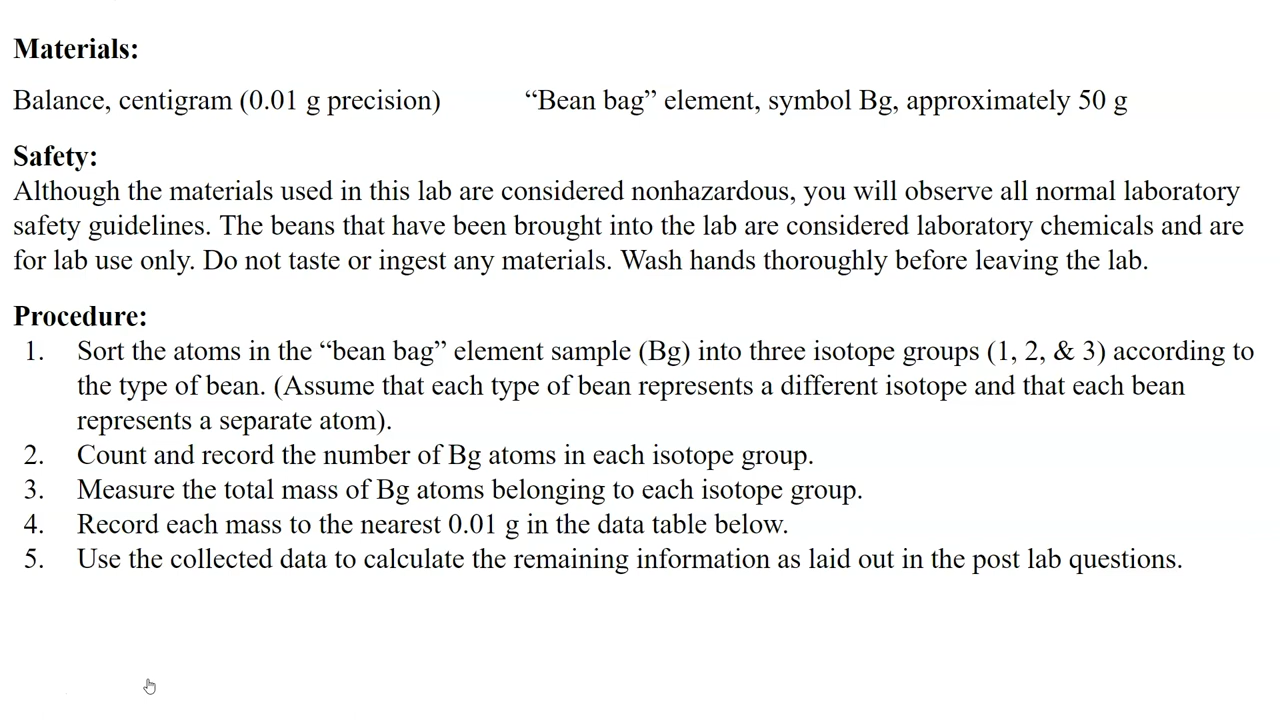 Materials:
Balance, centigram (0.01 g precision) “Bean bag” element, symbol Bg, approximately 50 g
Safety:
Although the materials used in this lab are considered nonhazardous, you will observe all normal laboratory
safety guidelines. The beans that have been brought into the lab are considered laboratory chemicals and are
for lab use only. Do not taste or ingest any materials. Wash hands thoroughly before leaving the lab.
Procedure:
1. Sort the atoms in the “bean bag” element sample (Bg) into three isotope groups (1, 2, & 3) according to
the type of bean. (Assume that each type of bean represents a different isotope and that each bean
represents a separate atom).
2. Count and record the number of Bg atoms in each isotope group.
3. Measure the total mass of Bg atoms belonging to each isotope group.
4. Record each mass to the nearest 0.01 g in the data table below.
5. Use the collected data to calculate the remaining information as laid out in the post lab questions.